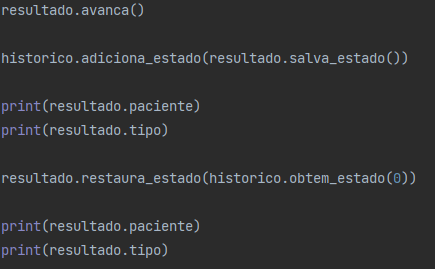 resultado.avanca()
historico.adiciona_estado(resultado.salva_estado())
print(resultado.paciente)
print(resultado.tipo)
resultado.restaura_estado(historico.obtem_estado(0))
print(resultado.paciente)
print(resultado.tipo)